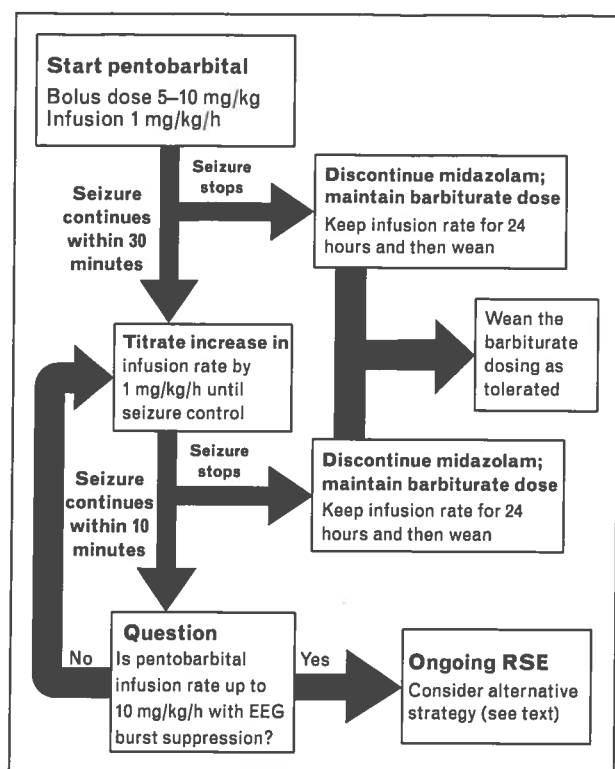 Start pentobarbital
Bolus dose 5–10 mg/kg
Infusion 1 mg/kg/h
Seizure
stops
Seizure
continues
within 30
minutes
Discontinue midazolam;
maintain barbiturate dose
Keep infusion rate for 24
hours and then wean
Titrate increase in
infusion rate by
1 mg/kg/h until
seizure control
Wean the
barbiturate
dosing as
tolerated
Seizure
stops
Seizure
continues
within 10
minutes
Discontinue midazolam;
maintain barbiturate dose
Keep infusion rate for 24
hours and then wean
No
Question
Is pentobarbital
infusion rate up to
10 mg/kg/h with EEG
burst suppression?
Yes
Ongoing RSE
Consider alternative
strategy (see text)